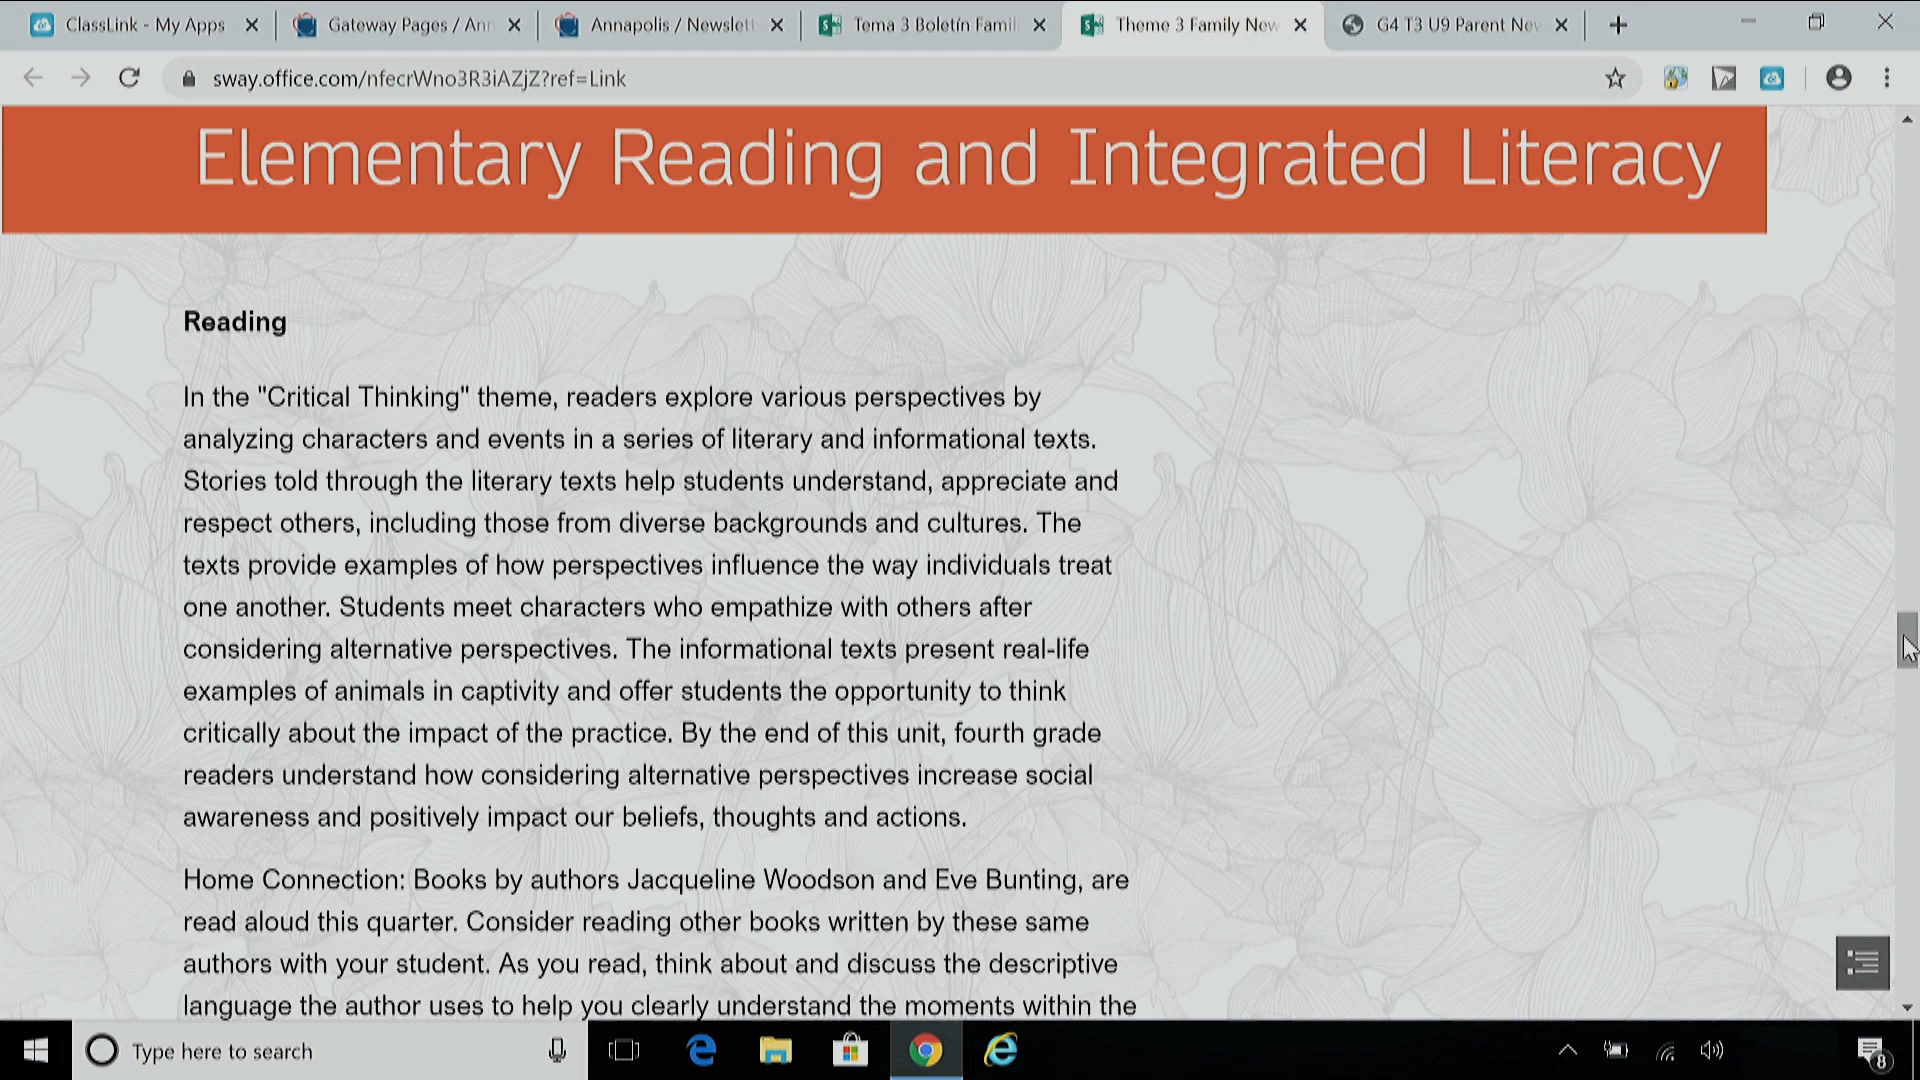 ClassLink - My Apps
Gateway Pages / Ann
Annapolis / Newslett
Tema 3 Boletín Famili
Theme 3 Family New
G4 T3 U9 Parent Nev
sway.office.com/nfecrWno3R3iAZjZ?ref=Link
Elementary Reading and Integrated Literacy
Reading
In the "Critical Thinking" theme, readers explore various perspectives by
analyzing characters and events in a series of literary and informational texts.
Stories told through the literary texts help students understand, appreciate and
respect others, including those from diverse backgrounds and cultures. The
texts provide examples of how perspectives influence the way individuals treat
one another. Students meet characters who empathize with others after
considering alternative perspectives. The informational texts present real-life
examples of animals in captivity and offer students the opportunity to think
critically about the impact of the practice. By the end of this unit, fourth grade
readers understand how considering alternative perspectives increase social
awareness and positively impact our beliefs, thoughts and actions.
Home Connection: Books by authors Jacqueline Woodson and Eve Bunting, are
read aloud this quarter. Consider reading other books written by these same
authors with your student. As you read, think about and discuss the descriptive
language the author uses to help you clearly understand the moments within the
Type here to search
8